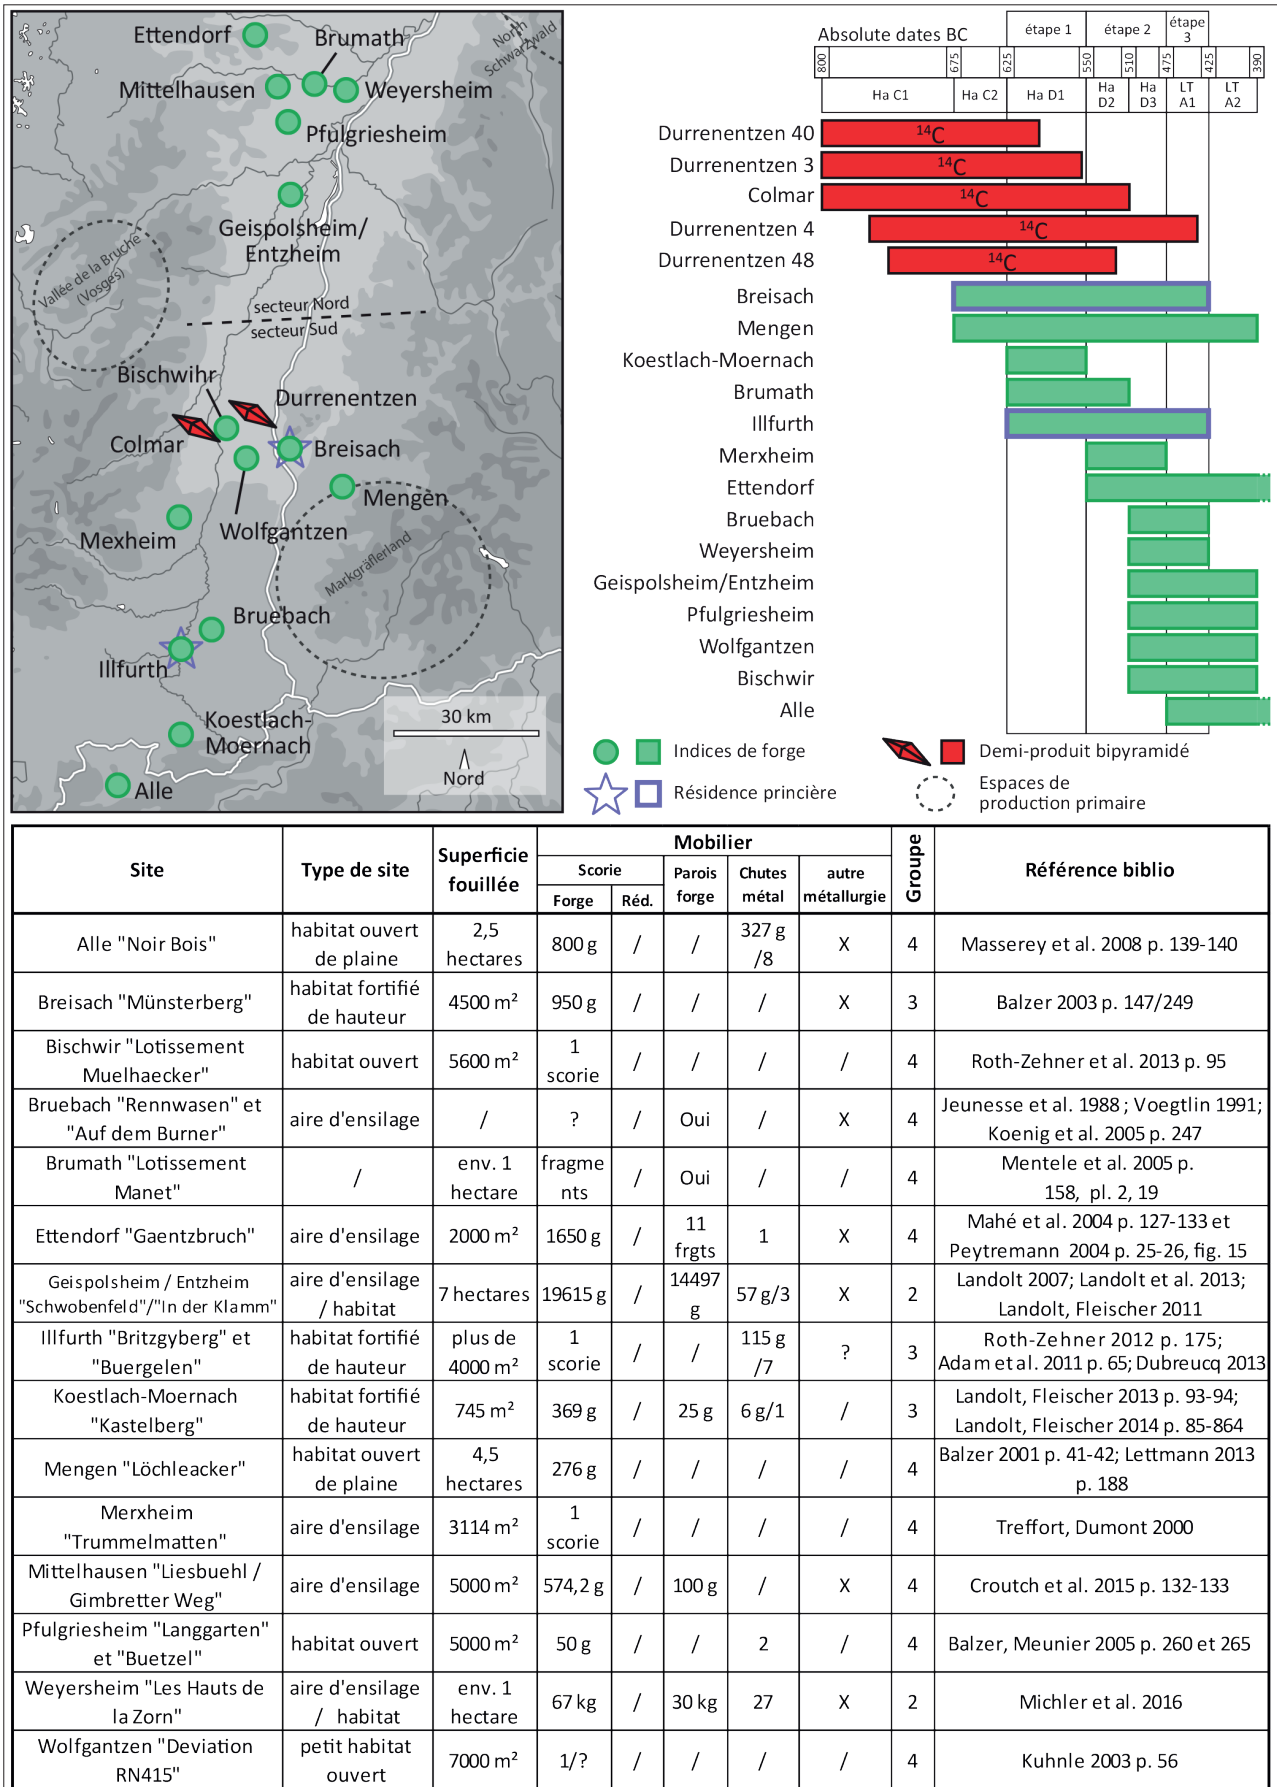 Ettendorf
Brumath
North
Schwarzwald
Mittelhausen
Weyersheim
Pfulgriesheim
Geispolsheim/
Entzheim
Vallée de la Bruche
(Vosges)
secteur Nord
secteur Sud
Bischwihr
Durrenentzen
Colmar
Breisach
Mengen
Wolfgantzen
Mexheim
Markgräflerland
Bruebach
Illfurth
Koestlach-
Moernach
Alle
30 km
Nord
Absolute dates BC
étape 1
étape 2
étape
3
800
675
625
550
510
475
425
390
Ha C1
Ha C2
Ha D1
Ha
D2
Ha
D3
LT
A1
LT
A2
Durrenentzen 40
14C
Durrenentzen 3
14C
Colmar
14C
Durrenentzen 4
14C
Durrenentzen 48
14C
Breisach
Mengen
Koestlach-Moernach
Brumath
Illfurth
Merxheim
Ettendorf
Bruebach
Weyersheim
Geispolsheim/Entzheim
Pfulgriesheim
Wolfgantzen
Bischwir
Alle
Indices de forge
Demi-produit bipyramidé
Résidence princière
Espaces de
production primaire
Site
Type de site
Superficie
fouillée
Mobilier
Scorie
Forge
Réd.
Parois
forge
Chutes
métal
autre
métallurgie
Groupe
Référence biblio
Alle "Noir Bois"
habitat ouvert
de plaine
2,5
hectares
800 g
/
/
327 g
/8
X
4
Masserey et al. 2008 p. 139-140
Breisach "Münsterberg"
habitat fortifié
de hauteur
4500 m²
950 g
/
/
/
X
3
Balzer 2003 p. 147/249
Bischwir "Lotissement
Muelhaecker"
habitat ouvert
5600 m²
1
scorie
/
/
/
/
4
Roth-Zehner et al. 2013 p. 95
Bruebach "Rennwasen" et
"Auf dem Burner"
aire d'ensilage
/
?
/
Oui
/
X
4
Jeunesse et al. 1988 ; Voegtlin 1991;
Koenig et al. 2005 p. 247
Brumath "Lotissement
Manet"
/
env. 1
hectare
fragme
nts
/
Oui
/
/
4
Mentele et al. 2005 p.
158, pl. 2, 19
Ettendorf "Gaentzbruch"
aire d'ensilage
2000 m²
1650 g
/
11
frgts
1
X
4
Mahé et al. 2004 p. 127-133 et
Peytremann 2004 p. 25-26, fig. 15
Geispolsheim / Entzheim
"Schwobenfeld"/"In der Klamm"
aire d'ensilage
/ habitat
7 hectares
19615 g
/
14497
g
57 g/3
X
2
Landolt 2007; Landolt et al. 2013;
Landolt, Fleischer 2011
Illfurth "Britzgyberg" et
"Buergelen"
habitat fortifié
de hauteur
plus de
4000 m²
1
scorie
/
/
115 g
/7
?
3
Roth-Zehner 2012 p. 175;
Adam et al. 2011 p. 65; Dubreucq 2013
Koestlach-Moernach
"Kastelberg"
habitat fortifié
de hauteur
745 m²
369 g
/
25 g
6 g/1
/
3
Landolt, Fleischer 2013 p. 93-94;
Landolt, Fleischer 2014 p. 85-864
Mengen "Löchleacker"
habitat ouvert
de plaine
4,5
hectares
276 g
/
/
/
/
4
Balzer 2001 p. 41-42; Lettmann 2013
p. 188
Merxheim
"Trummelmatten"
aire d'ensilage
3114 m²
1
scorie
/
/
/
/
4
Treffort, Dumont 2000
Mittelhausen "Liesbuehl /
Gimbretter Weg"
aire d'ensilage
5000 m²
574,2 g
/
100 g
/
X
4
Croutch et al. 2015 p. 132-133
Pfulgriesheim "Langgarten"
et "Buetzel"
habitat ouvert
5000 m²
50 g
/
/
2
/
4
Balzer, Meunier 2005 p. 260 et 265
Weyersheim "Les Hauts de
la Zorn"
aire d'ensilage
/ habitat
env. 1
hectare
67 kg
/
30 kg
27
X
2
Michler et al. 2016
Wolfgantzen "Deviation
RN415"
petit habitat
ouvert
7000 m²
1/?
/
/
/
/
4
Kuhnle 2003 p. 56